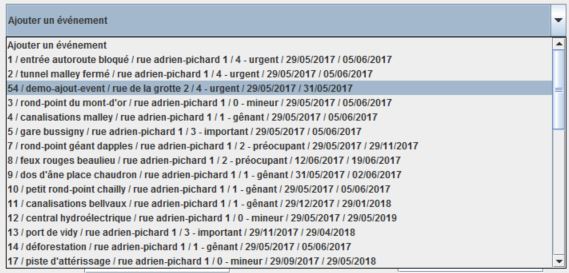 Ajouter un événement
Ajouter un événement
1 / entrée autoroute bloqué / rue adrien-pichard 1 / 4 - urgent / 29/05/2017 / 05/06/2017
2 / tunnel malley fermé / rue adrien-pichard 1 / 4 - urgent / 29/05/2017 / 05/06/2017
54 / demo-ajout-event / rue de la grotte 2 / 4 - urgent / 29/05/2017 / 31/05/2017
3 / rond-point du mont-d'or / rue adrien-pichard 1 / 0 - mineur / 29/05/2017 / 05/06/2017
4 / canalisations malley / rue adrien-pichard 1 / 1 - gênant / 29/05/2017 / 05/06/2017
5 / gare bussigny / rue adrien-pichard 1 / 3 - important / 29/05/2017 / 05/06/2017
7 / rond-point géant dapples / rue adrien-pichard 1 / 2 - préocupant / 29/05/2017 / 29/11/2017
8 / feux rouges beaulieu / rue adrien-pichard 1 / 2 - préocupant / 12/06/2017 / 19/06/2017
9 / dos d'âne place chaudron / rue adrien-pichard 1 / 1 - gênant / 31/05/2017 / 02/06/2017
10 / petit rond-point chailly / rue adrien-pichard 1 / 1 - gênant / 29/05/2017 / 05/06/2017
11 / canalisations bellvaux / rue adrien-pichard 1 / 1 - gênant / 29/12/2017 / 29/01/2018
12 / central hydroélectrique / rue adrien-pichard 1 / 0 - mineur / 29/05/2017 / 29/05/2019
13 / port de vidy / rue adrien-pichard 1 / 3 - important / 29/11/2017 / 29/04/2018
14 / déforestation / rue adrien-pichard 1 / 1 - gênant / 29/05/2017 / 05/06/2017
17 / piste d'attérissage / rue adrien-pichard 1 / 0 - mineur / 29/09/2017 / 29/05/2018